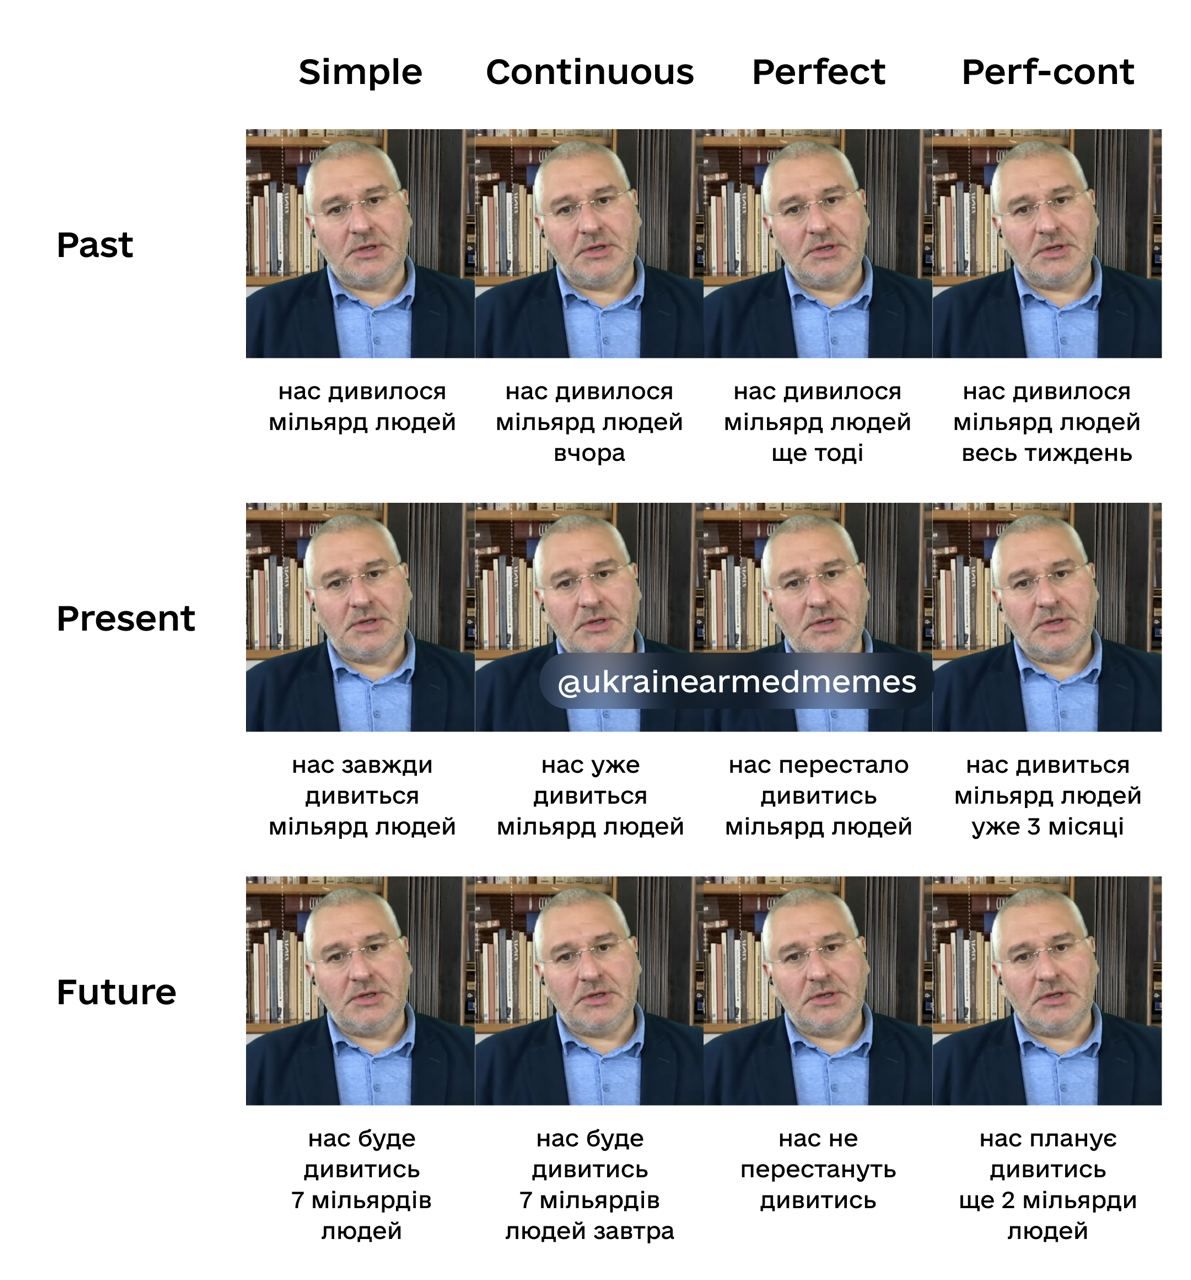 Simple Continuous Perfect Perf-cont
Past
нас дивилося
мільярд людей
нас дивилося
мільярд людей
вчора
нас дивилося
мільярд людей
ще тоді
нас дивилося
мільярд людей
весь тиждень
Present
@ukrainearmedmemes
нас завжди
дивиться
мільярд людей
нас уже
дивиться
мільярд людей
нас перестало
дивитись
мільярд людей
нас дивиться
мільярд людей
уже 3 місяці
Future
нас буде
дивитись
7 мільярдів
людей
нас буде
дивитись
7 мільярдів
людей завтра
нас не
перестануть
дивитись
нас планує
дивитись
ще 2 мільярди
людей